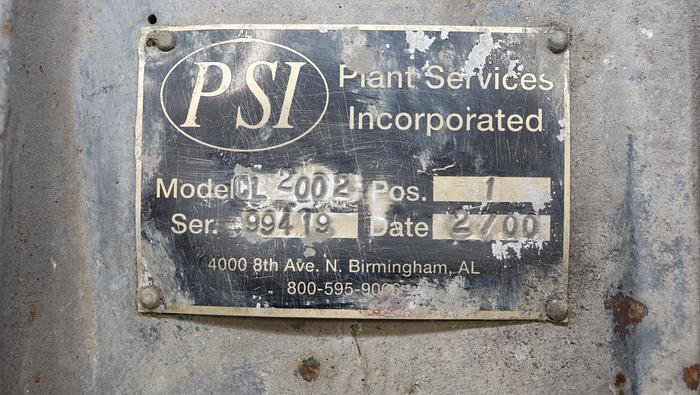 PSI
Plant Services
Incorporated
Model CL 2002 Pos. 1
Ser. 99419 Date 2/00
4000 8th Ave. N. Birmingham, AL